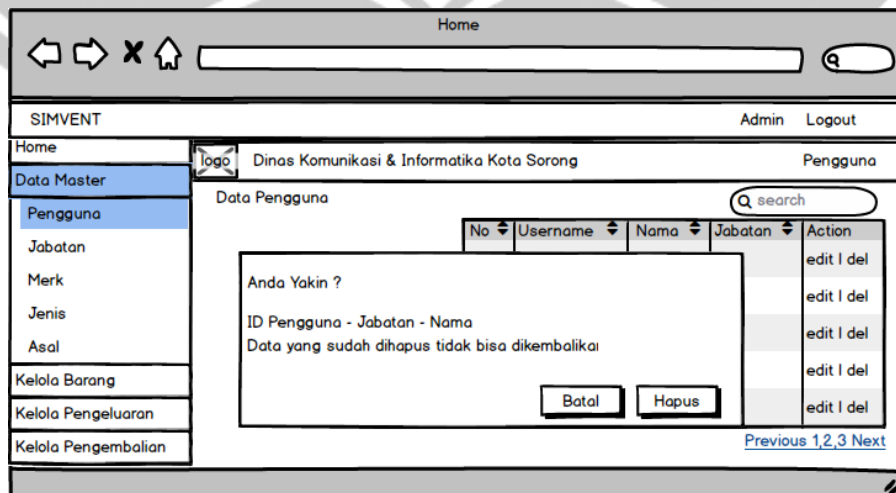 Home
SIMVENT Admin Logout
Home
logo Dinas Komunikasi & Informatika Kota Sorong Pengguna
Data Master
Data Pengguna search
Pengguna
No Username Nama Jabatan Action
Jabatan
edit | del
Merk
Anda Yakin ?
edit | del
Jenis
ID Pengguna - Jabatan - Nama
edit | del
Asal
Data yang sudah dihapus tidak bisa dikembalikan
edit | del
Kelola Barang
Batal Hapus
edit | del
Kelola Pengeluaran
Kelola Pengembalian
Previous 1,2,3 Next